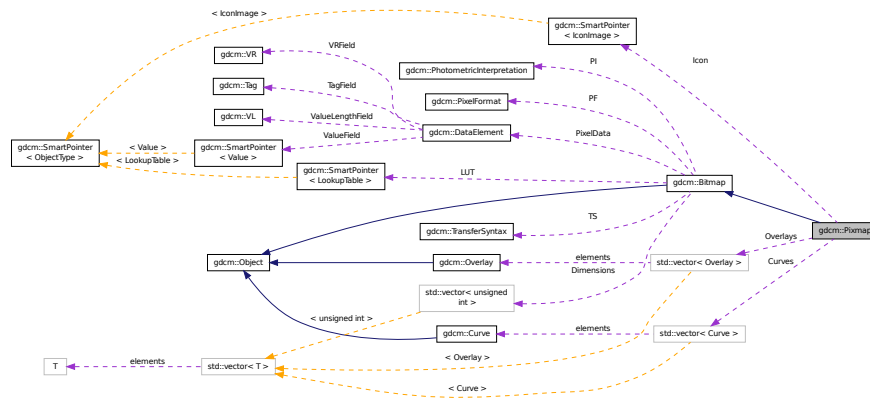 < IconImage >
gdcm::SmartPointer
< IconImage >
Icon
VRField
gdcm::VR
PI
gdcm::PhotometricInterpretation
TagField
gdcm::Tag
PF
gdcm::PixelFormat
ValueLengthField
gdcm::VL
gdcm::DataElement
PixelData
ValueField
gdcm::SmartPointer
< ObjectType >
< Value >
< LookupTable >
gdcm::SmartPointer
< Value >
gdcm::SmartPointer
< LookupTable >
LUT
gdcm::Bitmap
TS
gdcm::TransferSyntax
gdcm::Pixmap
Overlays
gdcm::Object
gdcm::Overlay
elements
Dimensions
std::vector< Overlay >
Curves
std::vector< unsigned
int >
< unsigned int >
gdcm::Curve
elements
std::vector< Curve >
T
elements
std::vector< T >
< Overlay >
< Curve >